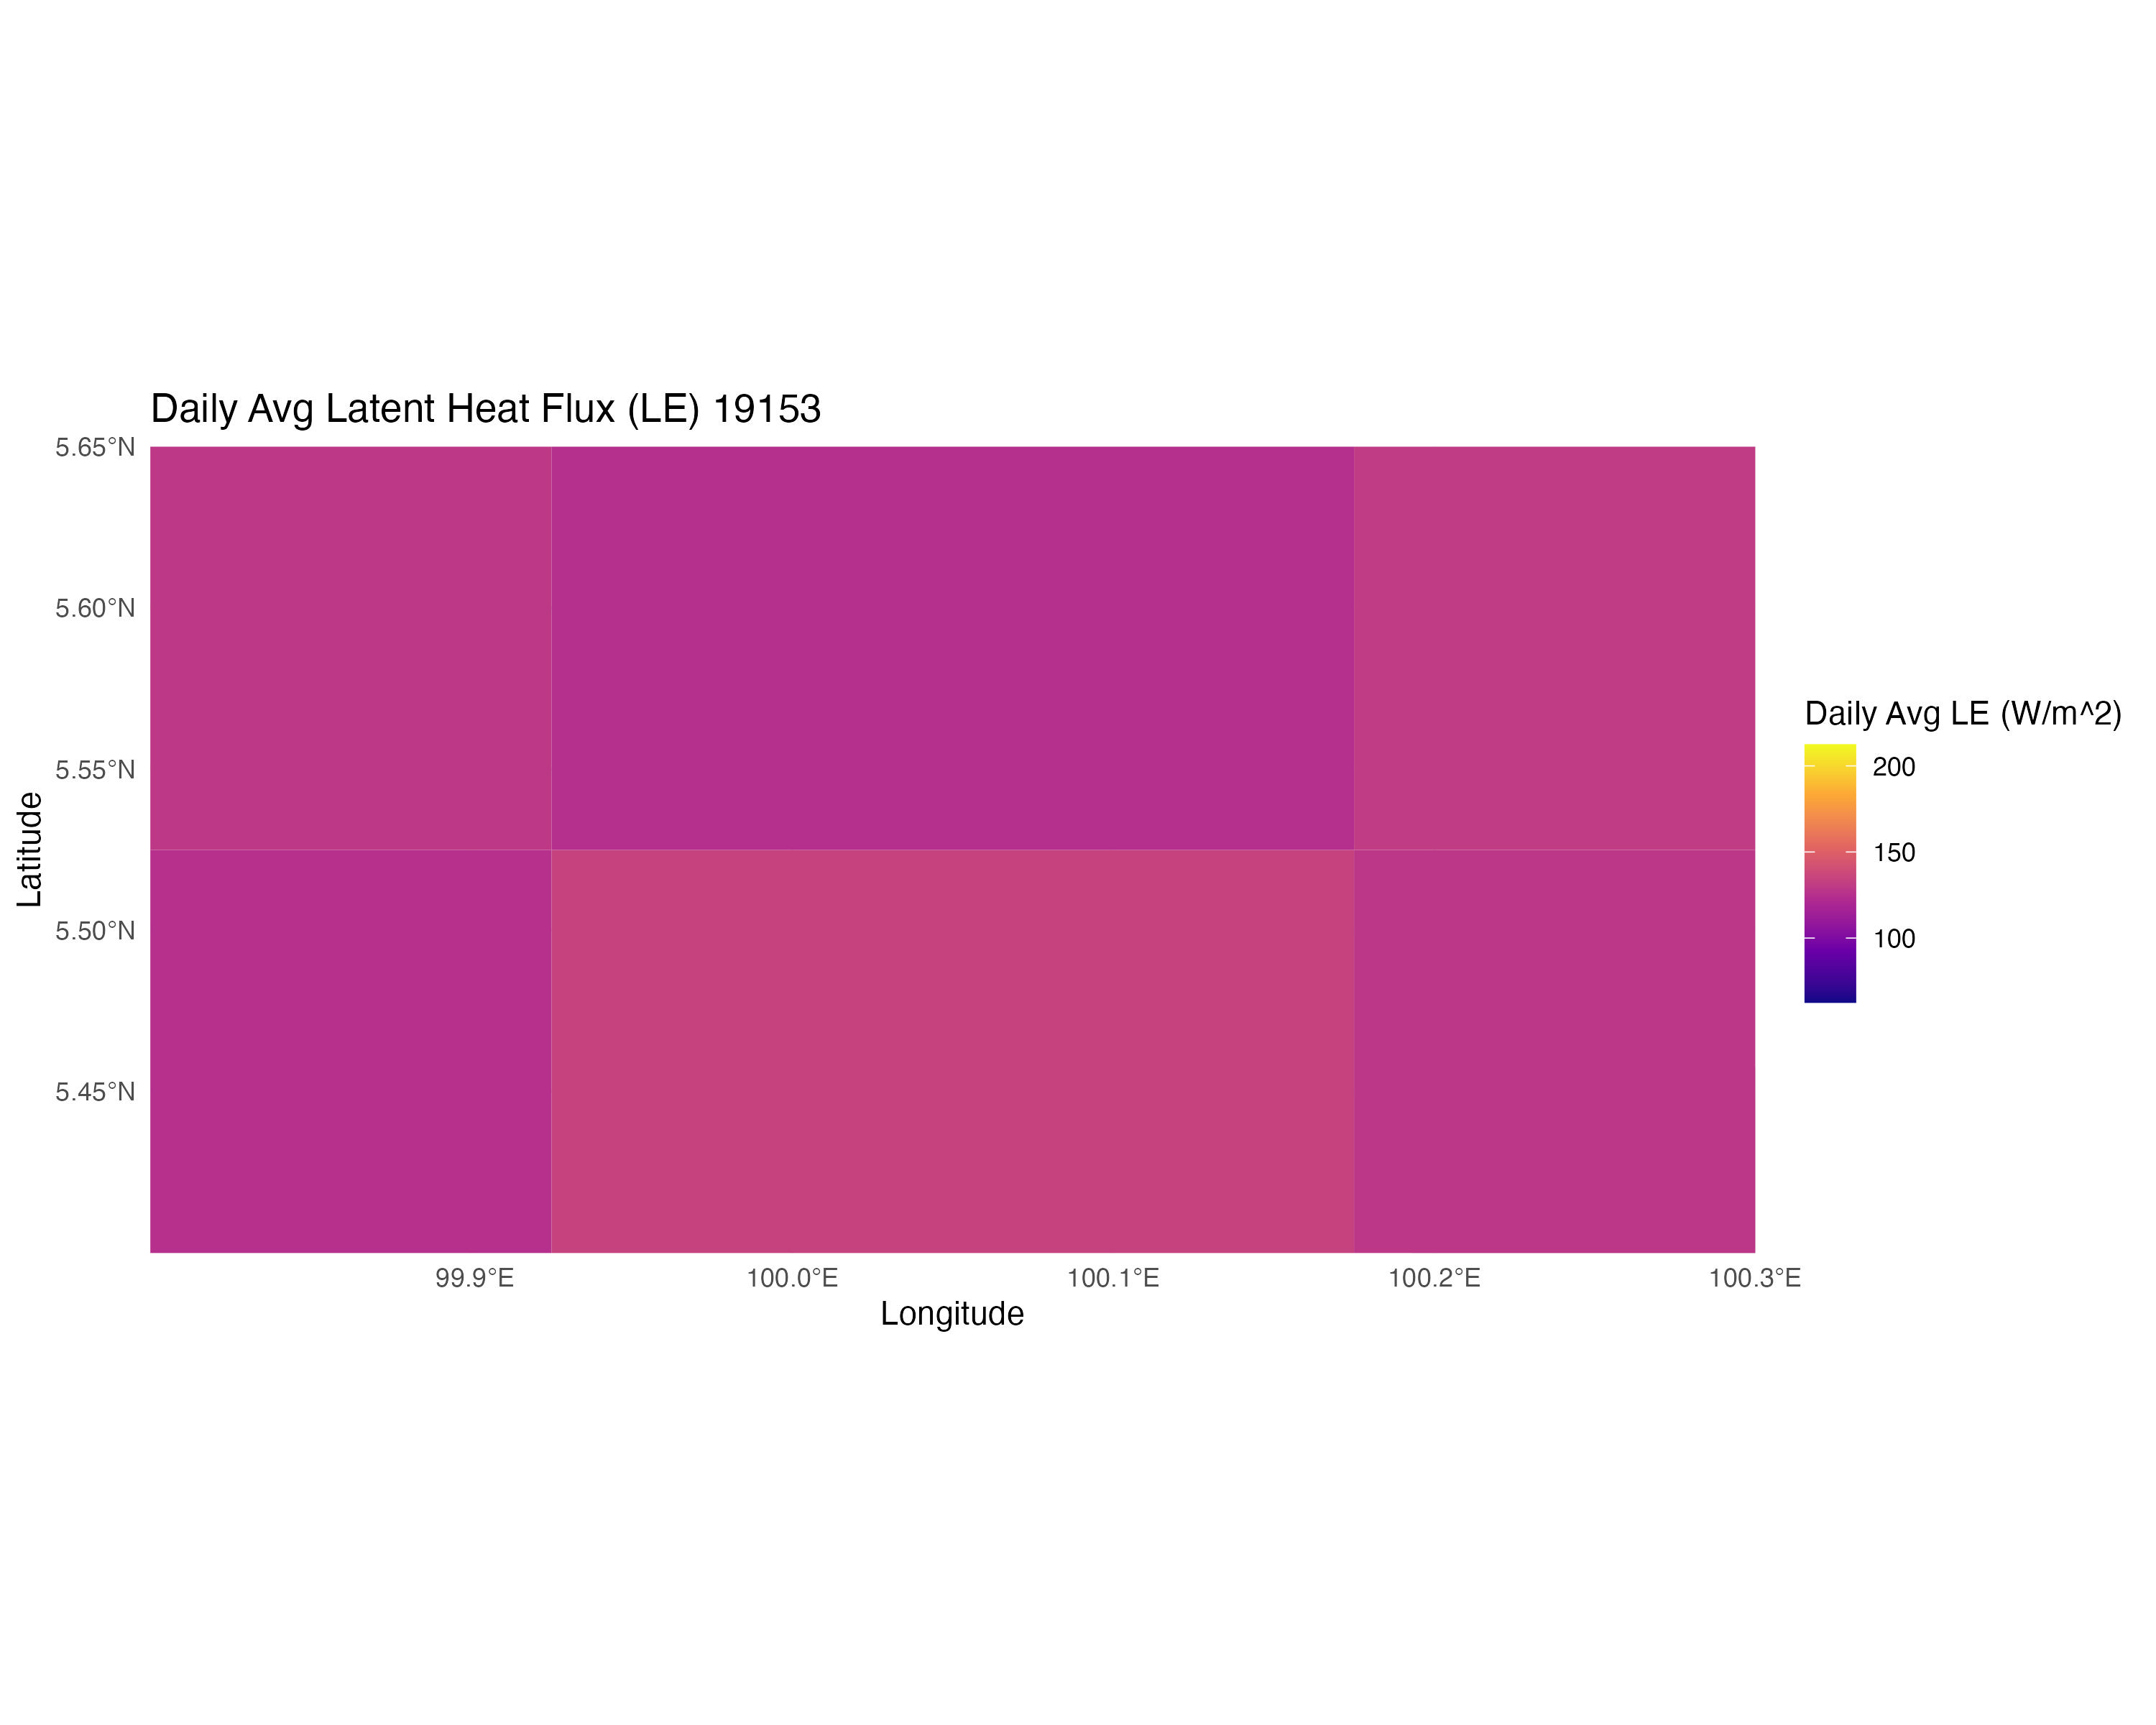 Daily Avg Latent Heat Flux (LE) 19153
5.65°N
5.60°N
5.55°N
5.50°N
5.45°N
Latitude
99.9°E
100.0°E
100.1°E
100.2°E
100.3°E
Longitude
Daily Avg LE (W/m^2)
200
150
100